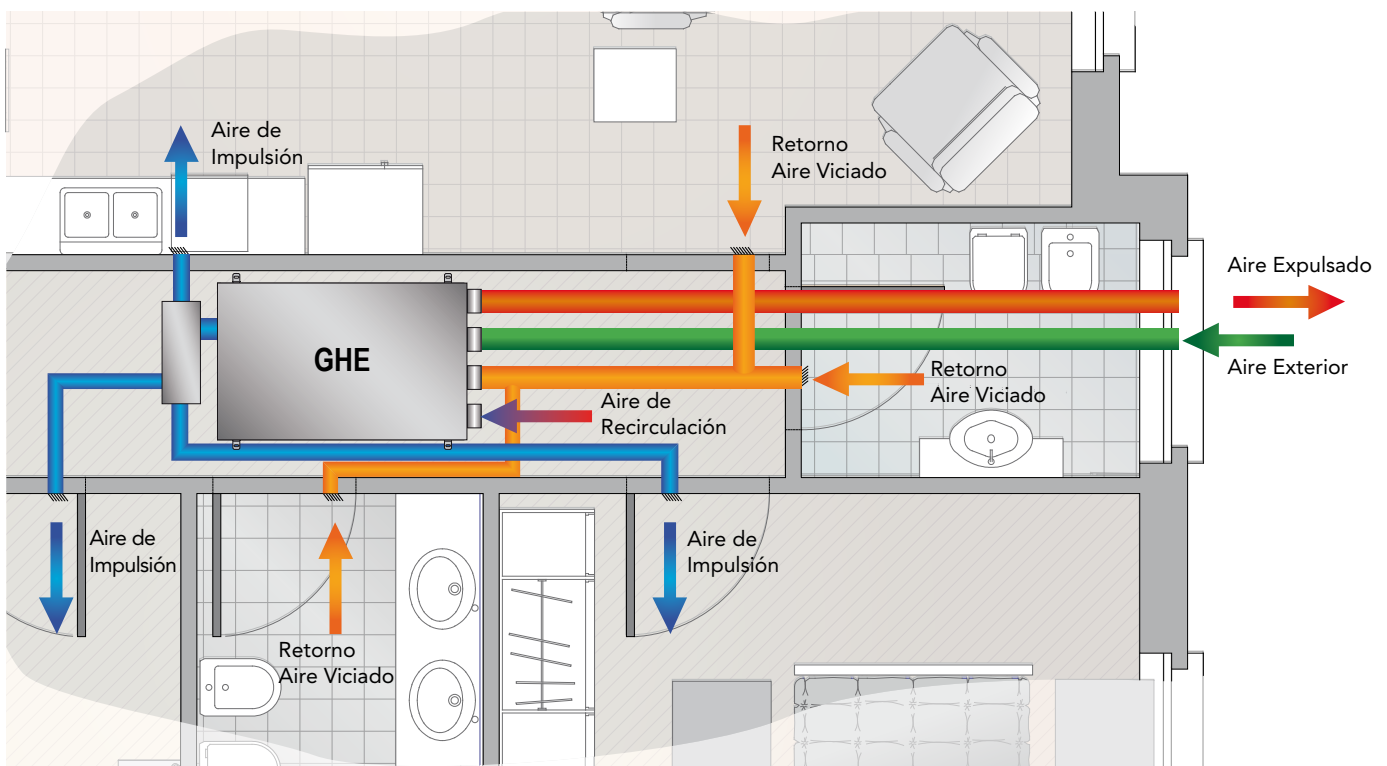 Aire de
Impulsión
Retorno
Aire Viciado
Aire Expulsado
GHE
Aire Exterior
Retorno
Aire Viciado
Aire de
Recirculación
Aire de
Impulsión
Aire de
Impulsión
Retorno
Aire Viciado